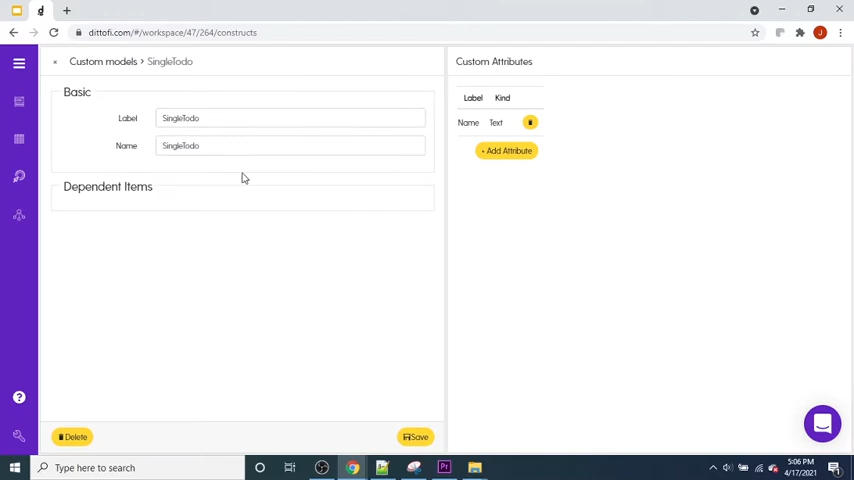 d
dittofi.com/#/workspace/47/264/constructs
J
× Custom models > SingleTodo
Custom Attributes
Basic
Label SingleTodo
Name SingleTodo
Dependent Items
Label Kind
Name Text
+ Add Attribute
?
Delete
Save
Type here to search
Pr
5:06 PM
4/17/2021